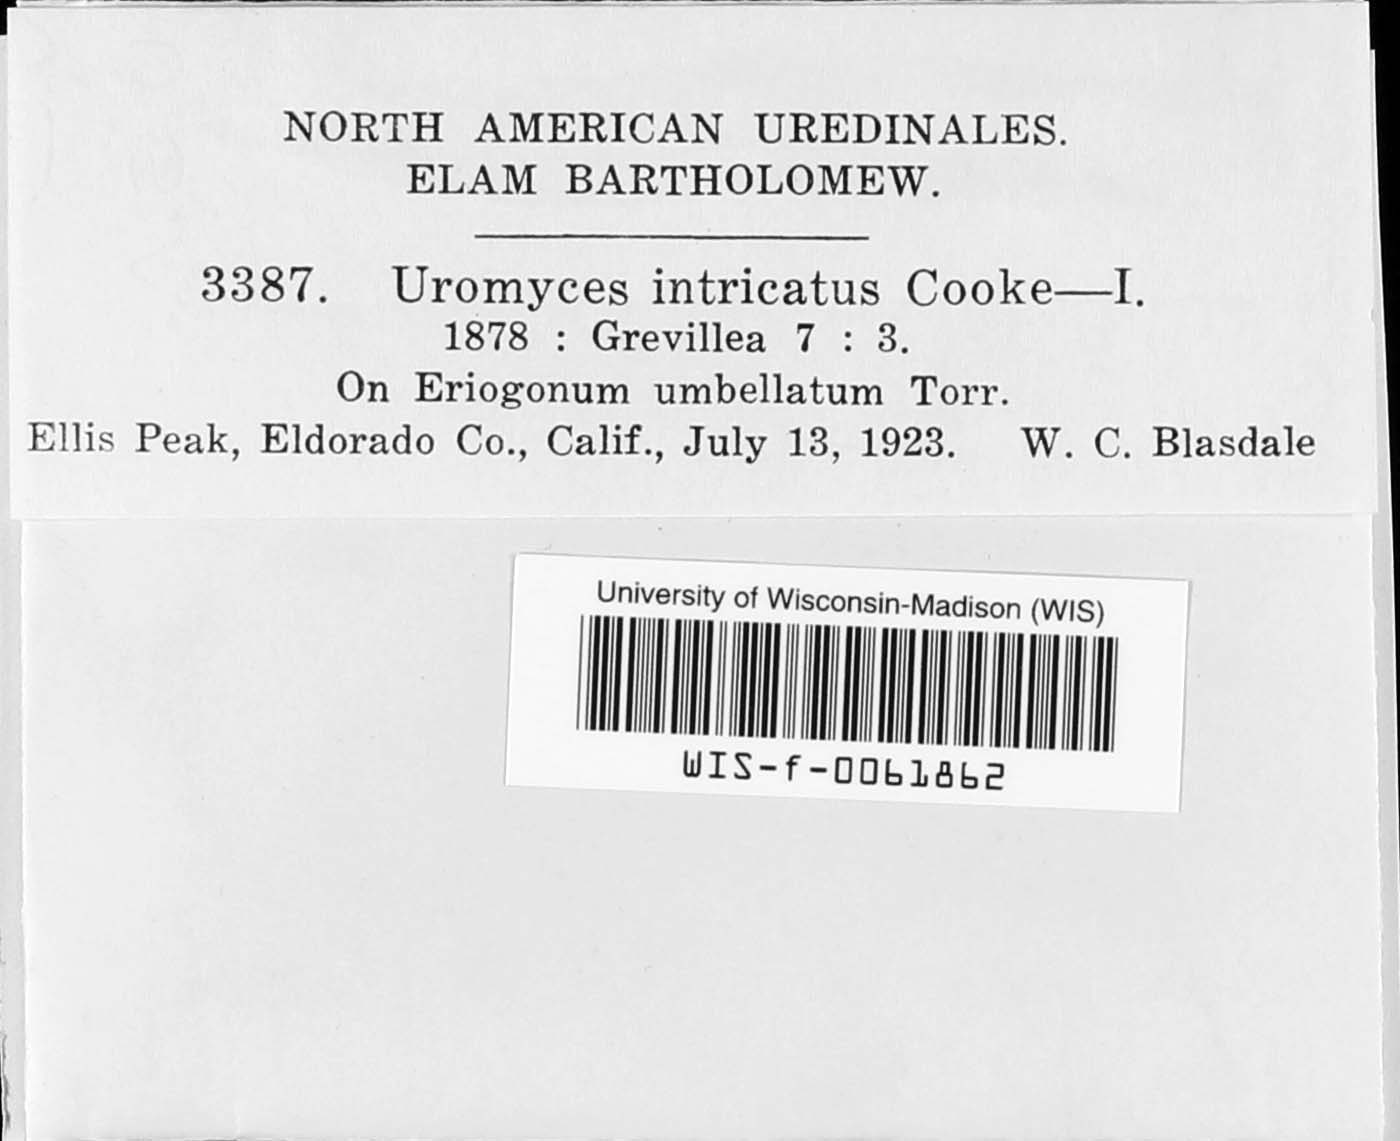 NORTH AMERICAN UREDINALES.
ELAM BARTHOLOMEW.
3387. Uromyces intricatus Cooke—I.
1878 : Grevillea 7 : 3.
On Eriogonum umbellatum Torr.
Ellis Peak, Eldorado Co., Calif., July 13, 1923. W. C. Blasdale
University of Wisconsin-Madison (WIS)
WIS-f-0061862